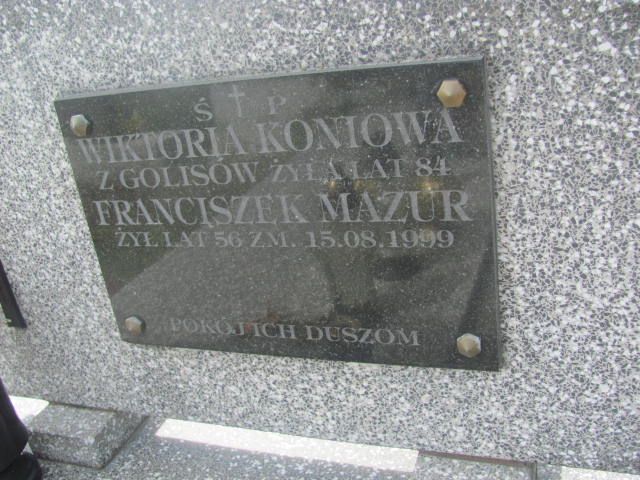 Ś † P
WIKTORIA KONIOWA
Z GOLISÓW ŻYŁA LAT 84
FRANCISZEK MAZUR
ŻYŁ LAT 56 ZM. 15.08.1999
POKÓJ ICH DUSZOM